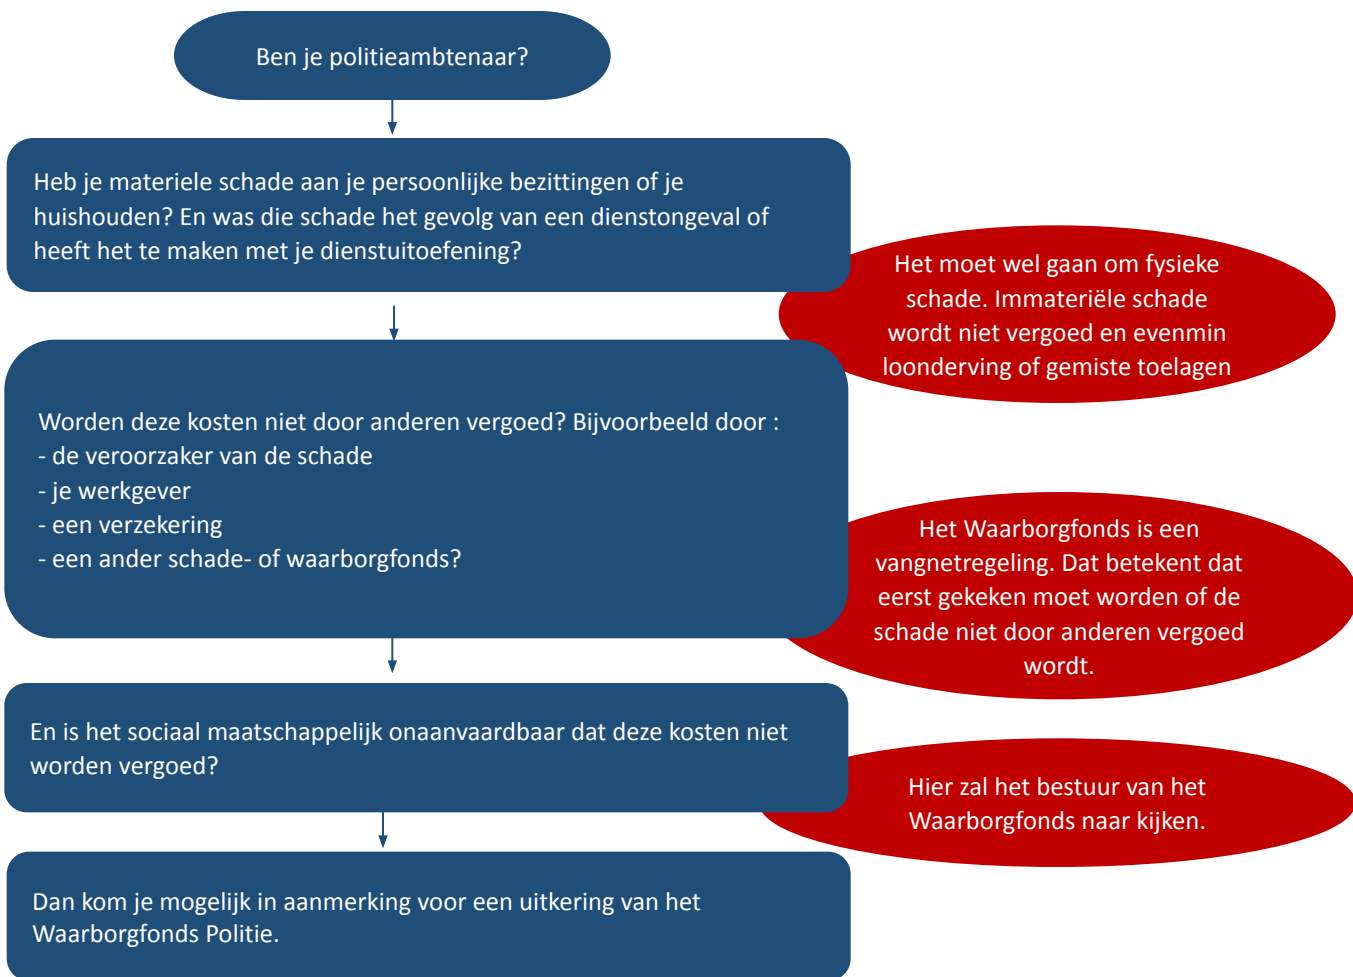 Ben je politieambtenaar?
Heb je materiele schade aan je persoonlijke bezittingen of je
huishouden? En was die schade het gevolg van een dienstongeval of
heeft het te maken met je dienstuitoefening?
Het moet wel gaan om fysieke
schade. Immateriële schade
wordt niet vergoed en evenmin
loonderving of gemiste toelagen
Worden deze kosten niet door anderen vergoed? Bijvoorbeeld door :
- de veroorzaker van de schade
- je werkgever
- een verzekering
- een ander schade- of waarborgfonds?
Het Waarborgfonds is een
vangnetregeling. Dat betekent dat
eerst gekeken moet worden of de
schade niet door anderen vergoed
wordt.
En is het sociaal maatschappelijk onaanvaardbaar dat deze kosten niet
worden vergoed?
Hier zal het bestuur van het
Waarborgfonds naar kijken.
Dan kom je mogelijk in aanmerking voor een uitkering van het
Waarborgfonds Politie.